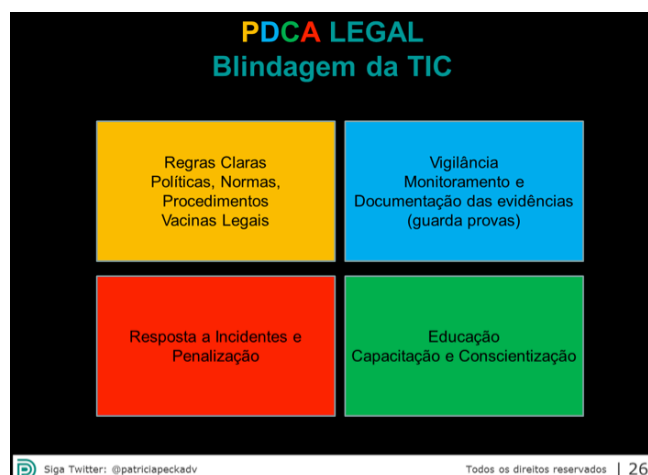 PDCA LEGAL
Blindagem da TIC
Regras Claras
Políticas, Normas,
Procedimentos
Vacinas Legais
Vigilância
Monitoramento e
Documentação das evidências
(guarda provas)
Resposta a Incidentes e
Penalização
Educação
Capacitação e Conscientização
Siga Twitter: @patriciapeckadv
Todos os direitos reservados | 26